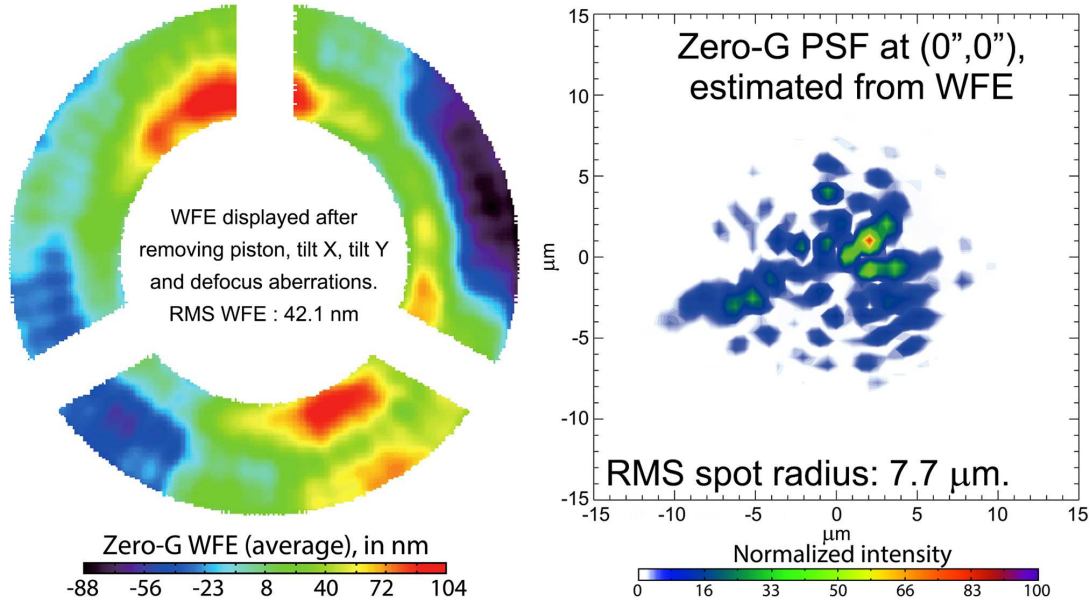 WFE displayed after
removing piston, tilt X, tilt Y
and defocus aberrations.
RMS WFE : 42.1 nm
Zero-G WFE (average), in nm
-88 -56 -23 8 40 72 104
Zero-G PSF at (0”,0”),
estimated from WFE
15
10
5
0
-5
-10
-15
μm
RMS spot radius: 7.7 μm.
-15 -10 -5 0 5 10 15
μm
Normalized intensity
0 16 33 50 66 83 100